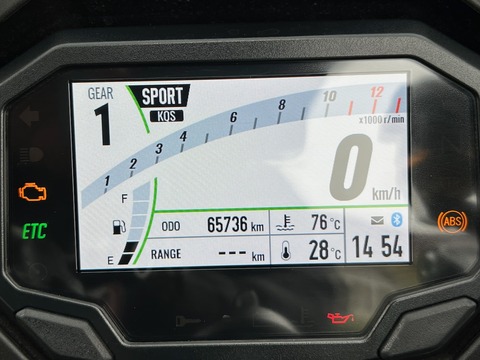 GEAR
1
SPORT
KQS
1 2 3 4 6 8 10 12
x1000 r/min
0
km/h
F
E
ETC
ABS
ODO 65736 km
76 °C
RANGE --- km
28 °C
14 54